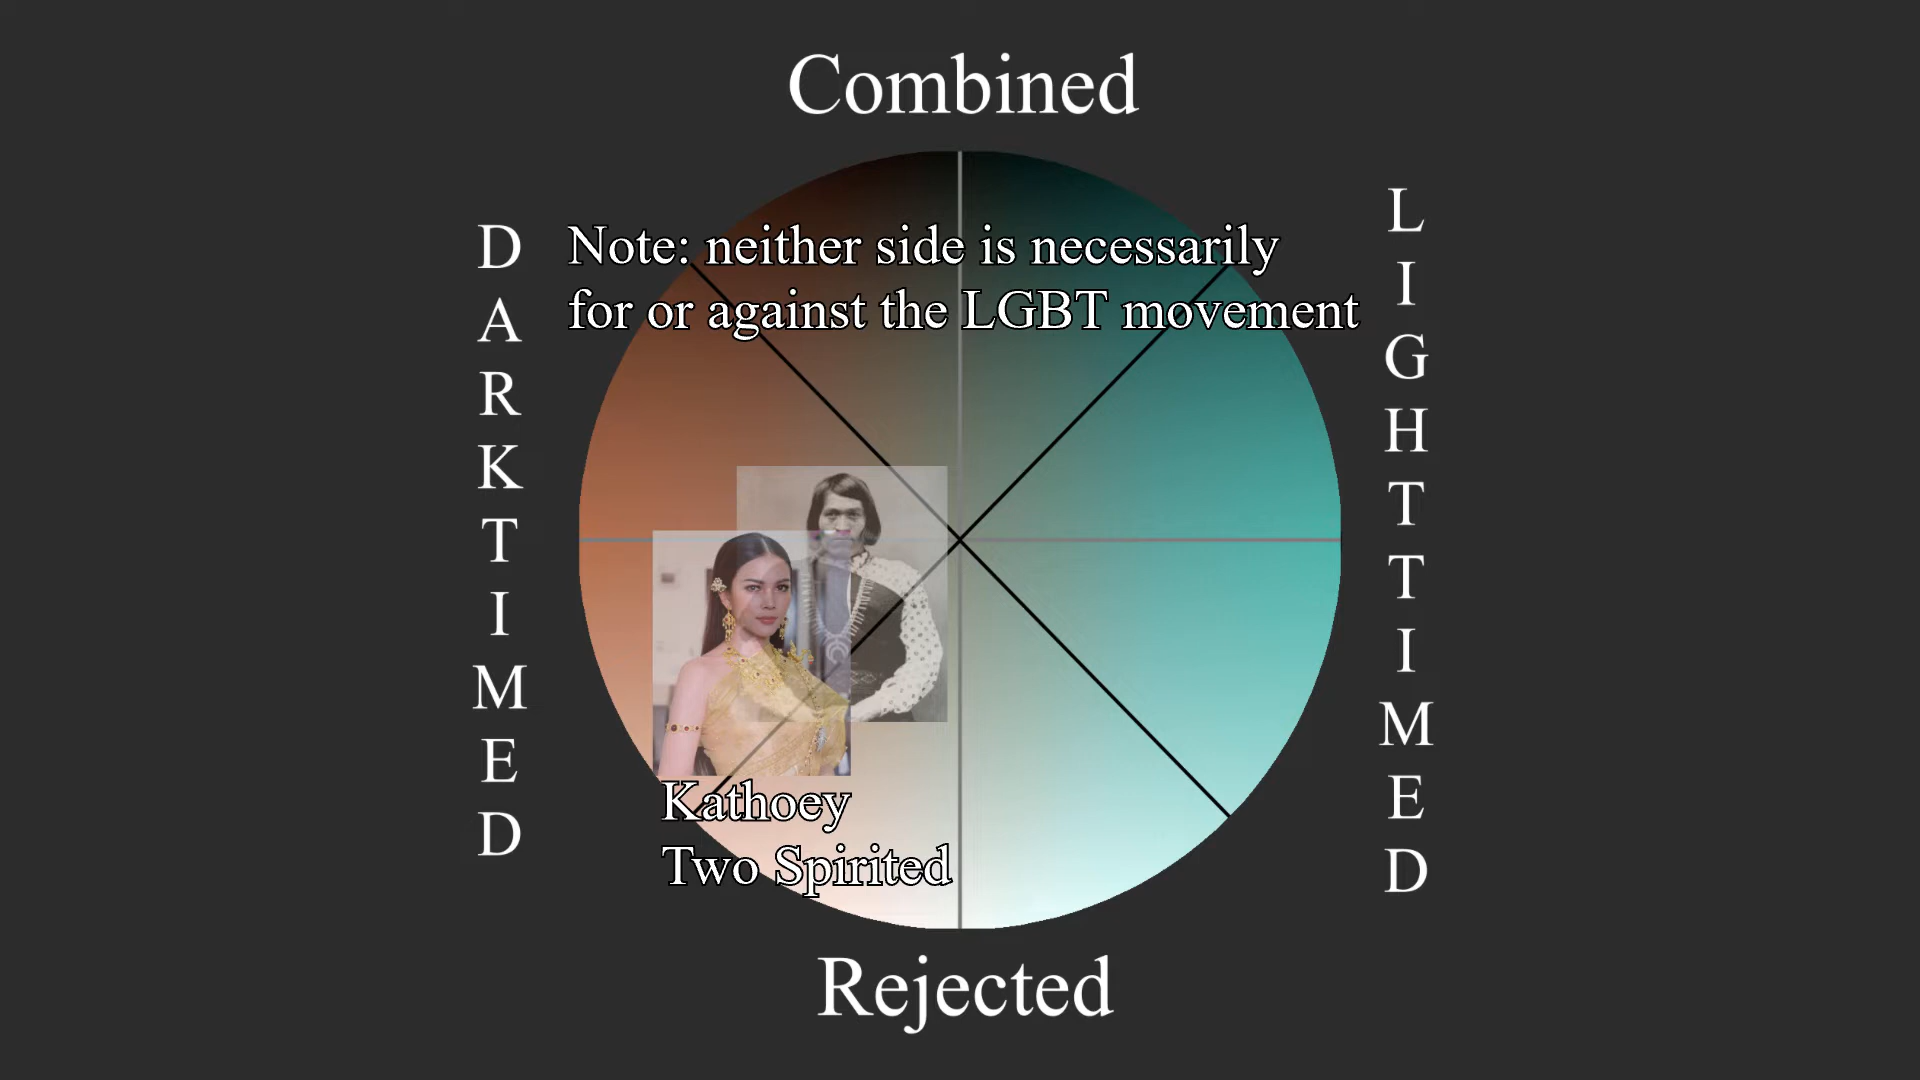 Combined
DARKTIMED
Note: neither side is necessarily
for or against the LGBT movement
LIGHTTIMED
Kathoey
Two Spirited
Rejected